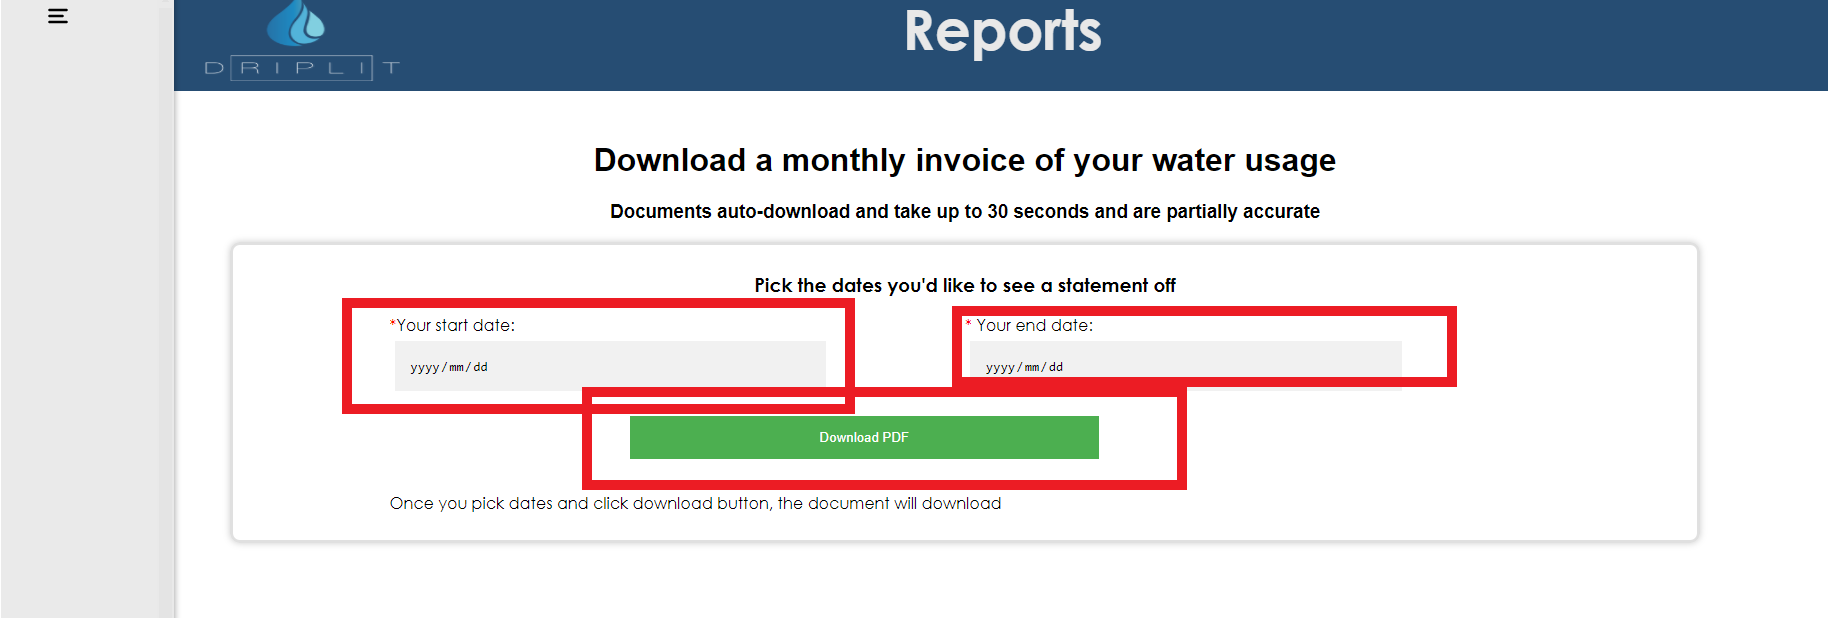 Reports
DRIPLIT
Download a monthly invoice of your water usage
Documents auto-download and take up to 30 seconds and are partially accurate
Pick the dates you'd like to see a statement off
*Your start date:
* Your end date:
yyyy/mm/dd
yyyy/mm/dd
Download PDF
Once you pick dates and click download button, the document will download